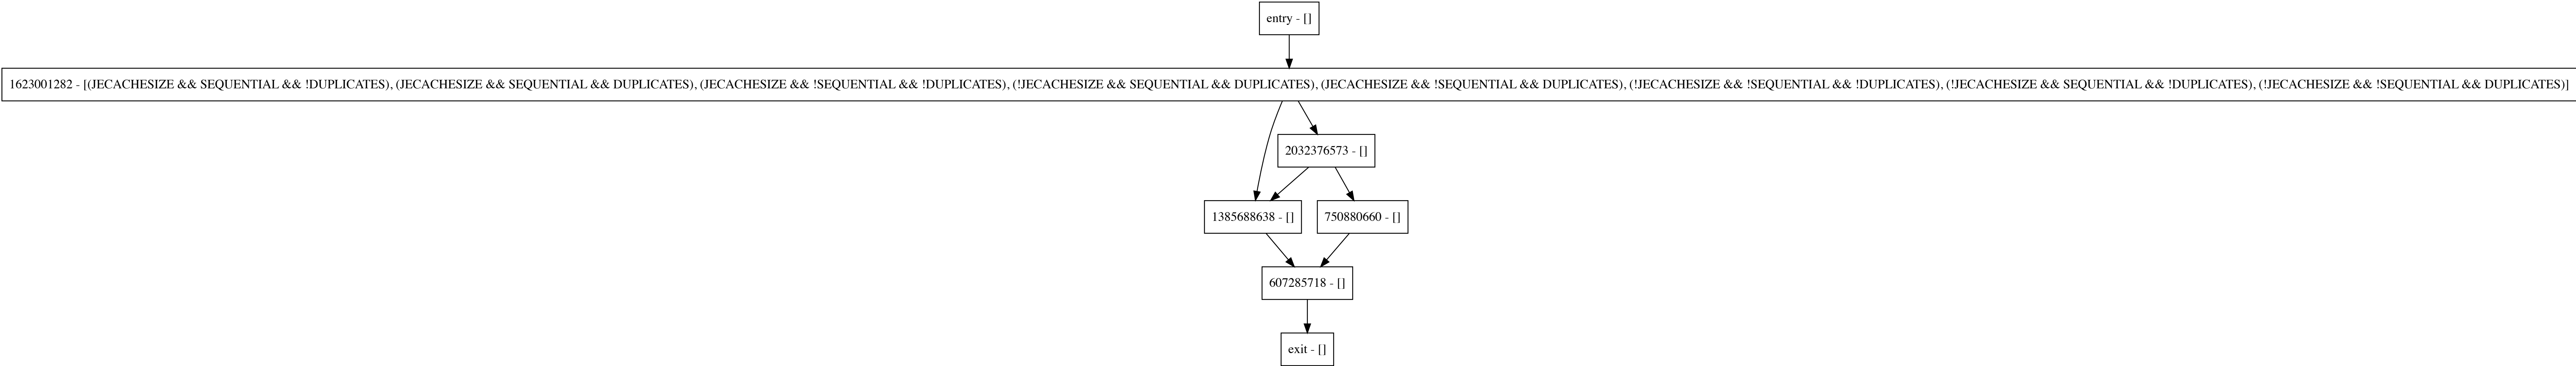 entry - []
1623001282 - [(JECACHESIZE && SEQUENTIAL && !DUPLICATES), (JECACHESIZE && SEQUENTIAL && DUPLICATES), (JECACHESIZE && !SEQUENTIAL && !DUPLICATES), (!JECACHESIZE && SEQUENTIAL && DUPLICATES), (JECACHESIZE && !SEQUENTIAL && DUPLICATES), (!JECACHESIZE && !SEQUENTIAL && !DUPLICATES), (!JECACHESIZE && SEQUENTIAL && !DUPLICATES), (!JECACHESIZE && !SEQUENTIAL && DUPLICATES)]
2032376573 - []
1385688638 - []
750880660 - []
607285718 - []
exit - []